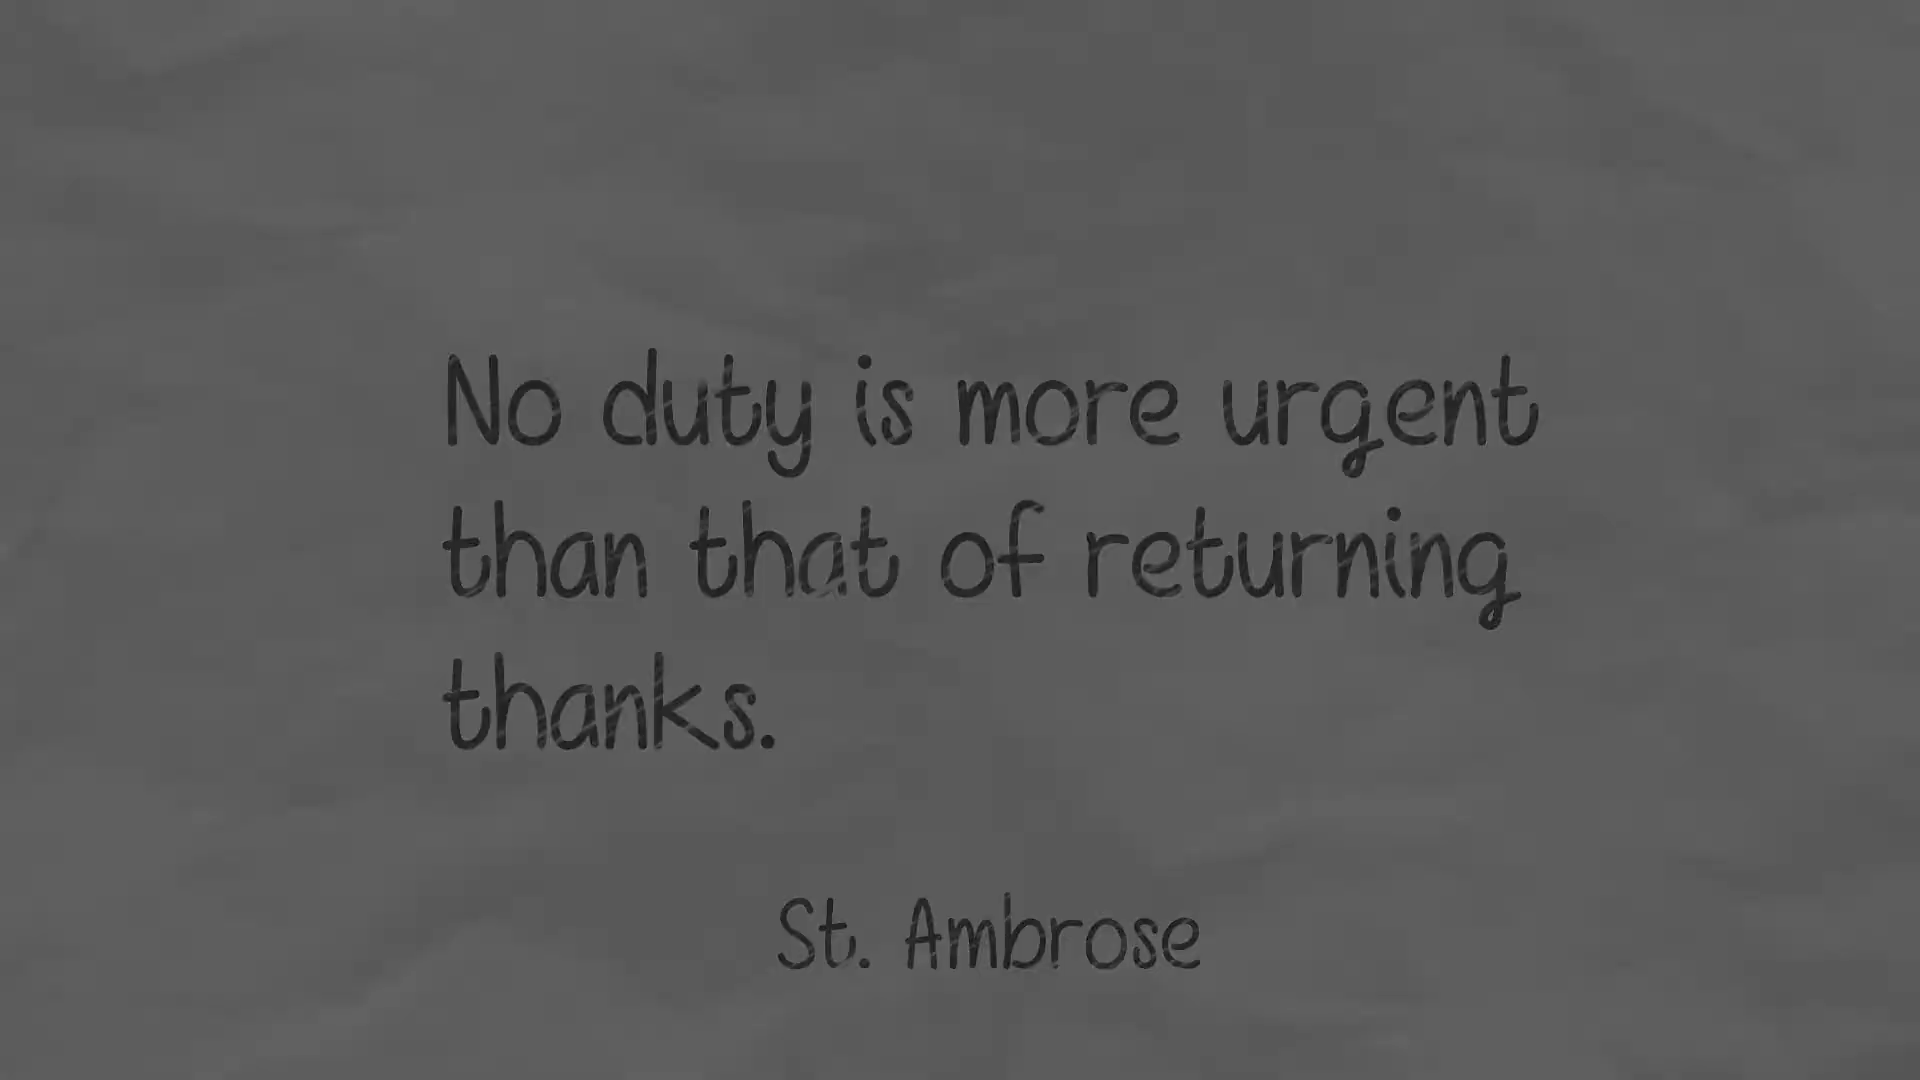 No duty is more urgent
than that of returning
thanks.
St. Ambrose